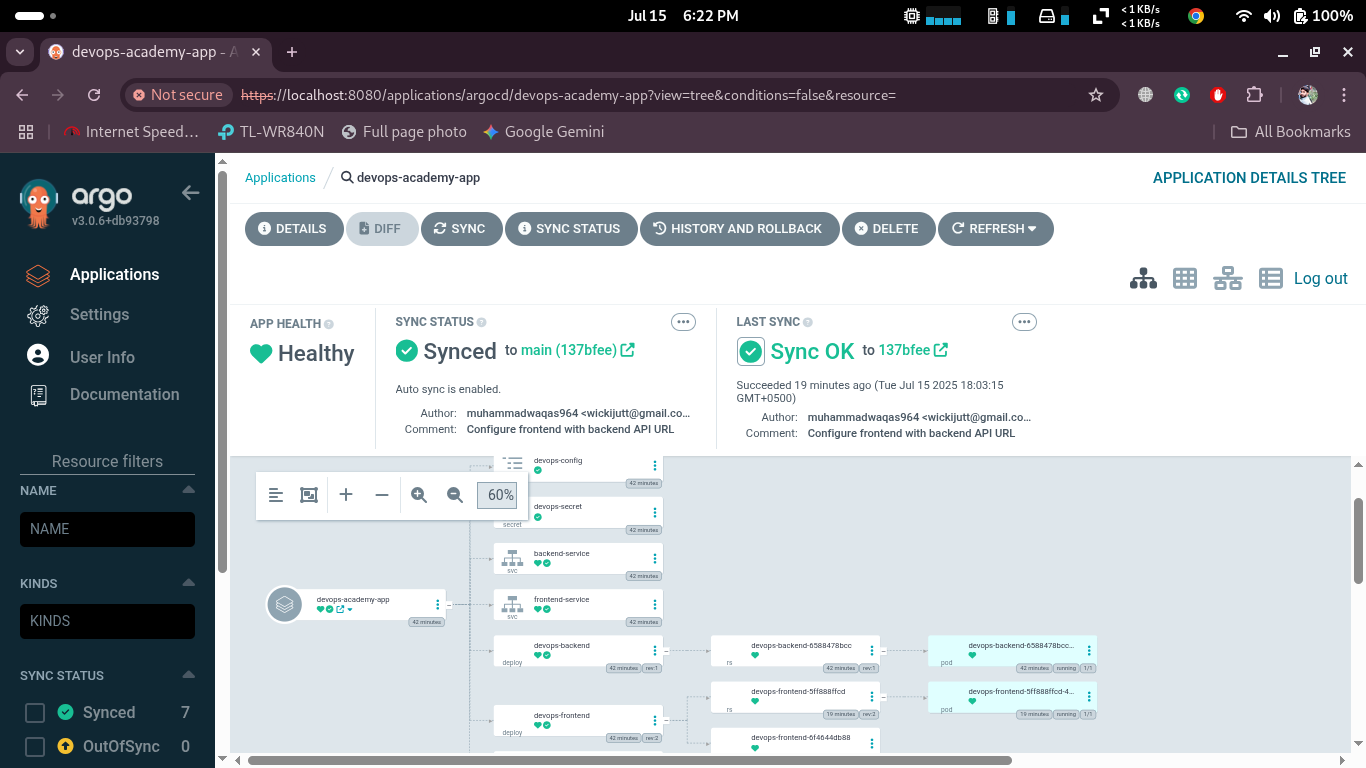 Jul 15 6:22 PM
< 1 KB/s
< 1 KB/s
100%
devops-academy-app - A
Not secure
https://localhost:8080/applications/argocd/devops-academy-app?view=tree&conditions=false&resource=
Internet Speed…
TL-WR840N
Full page photo
Google Gemini
All Bookmarks
argo
v3.0.6+db93798
Applications
Settings
User Info
Documentation
Resource filters
NAME
NAME
KINDS
KINDS
SYNC STATUS
Synced 7
OutOfSync 0
Applications
devops-academy-app
APPLICATION DETAILS TREE
DETAILS
DIFF
SYNC
SYNC STATUS
HISTORY AND ROLLBACK
DELETE
REFRESH
Log out
APP HEALTH
Healthy
SYNC STATUS
Synced to main (137bfee)
Auto sync is enabled.
Author: muhammadwaqas964 <wickijutt@gmail.co…
Comment: Configure frontend with backend API URL
LAST SYNC
Sync OK to 137bfee
Succeeded 19 minutes ago (Tue Jul 15 2025 18:03:15
GMT+0500)
Author: muhammadwaqas964 <wickijutt@gmail.co…
Comment: Configure frontend with backend API URL
60%
devops-config
42 minutes
devops-secret
secret
42 minutes
backend-service
svc
42 minutes
devops-academy-app
42 minutes
frontend-service
svc
42 minutes
devops-backend
deploy
42 minutes rev:1
devops-backend-6588478bcc
rs
42 minutes rev:1
devops-backend-6588478bcc…
pod
42 minutes running 1/1
devops-frontend-5ff888ffcd
rs
19 minutes rev:2
devops-frontend-5ff888ffcd-4…
pod
19 minutes running 1/1
devops-frontend
deploy
42 minutes rev:2
devops-frontend-6f4644db88